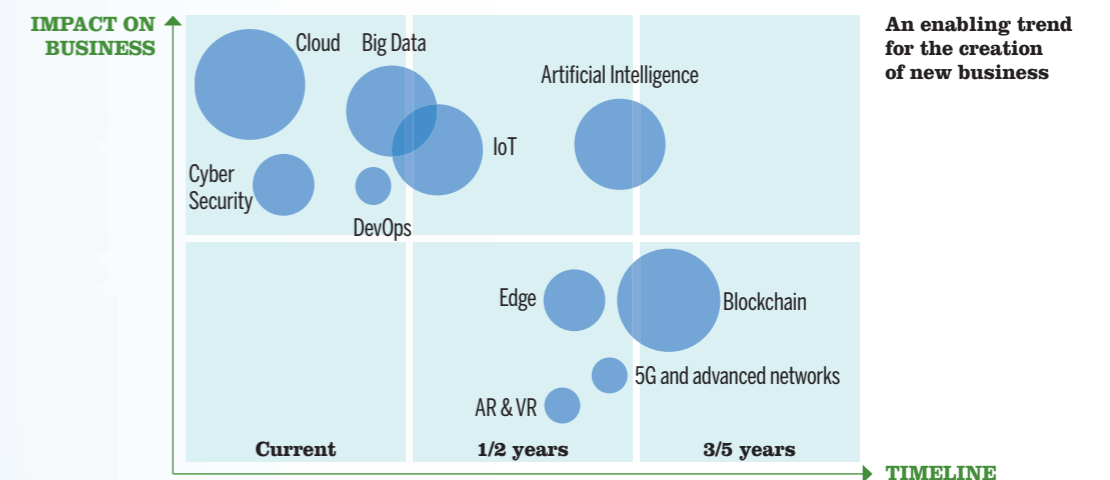 IMPACT ON
BUSINESS
An enabling trend
for the creation
of new business
Cloud
Big Data
Artificial Intelligence
IoT
Cyber
Security
DevOps
Edge
Blockchain
5G and advanced networks
AR & VR
Current
1/2 years
3/5 years
TIMELINE